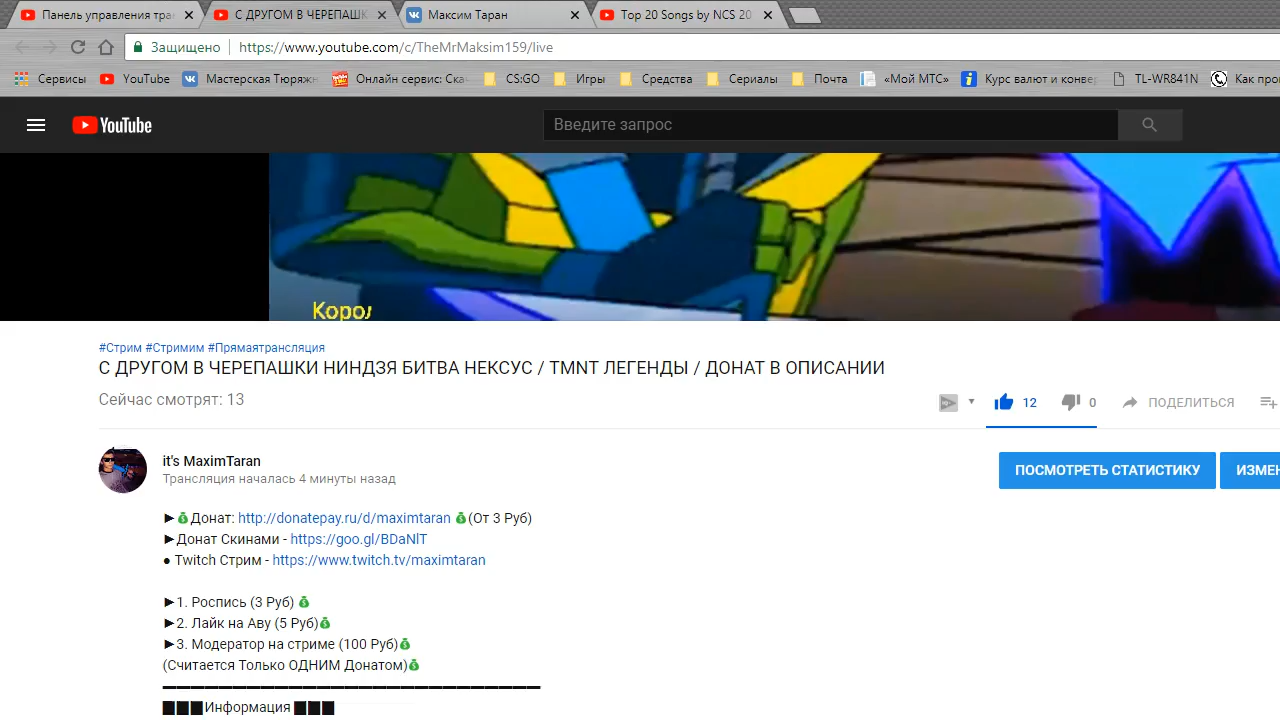 Панель управления тра
С ДРУГОМ В ЧЕРЕПАШК
Максим Таран
Top 20 Songs by NCS 20
Защищено
https://www.youtube.com/c/TheMrMaksim159/live
Сервисы YouTube Мастерская Тюряжн Онлайн сервис: Ска CS:GO Игры Средства Сериалы Почта «Мой МТС» Курс валют и конве TL-WR841N Как про
YouTube
Введите запрос
Корол
#Стрим #Стримим #Прямаятрансляция
С ДРУГОМ В ЧЕРЕПАШКИ НИНДЗЯ БИТВА НЕКСУС / TMNT ЛЕГЕНДЫ / ДОНАТ В ОПИСАНИИ
Сейчас смотрят: 13
12 0 ПОДЕЛИТЬСЯ
it's MaximTaran
Трансляция началась 4 минуты назад
ПОСМОТРЕТЬ СТАТИСТИКУ
ИЗМЕН
►💰Донат: http://donatepay.ru/d/maximtaran 💰(От 3 Руб)
►Донат Скинами - https://goo.gl/BDaNlT
● Twitch Стрим - https://www.twitch.tv/maximtaran
►1. Роспись (3 Руб) 💰
►2. Лайк на Аву (5 Руб)💰
►3. Модератор на стриме (100 Руб)💰
(Считается Только ОДНИМ Донатом)💰
▬▬▬▬▬▬▬▬▬▬▬▬▬▬▬▬▬▬▬▬▬▬▬▬▬▬▬
███Информация ███